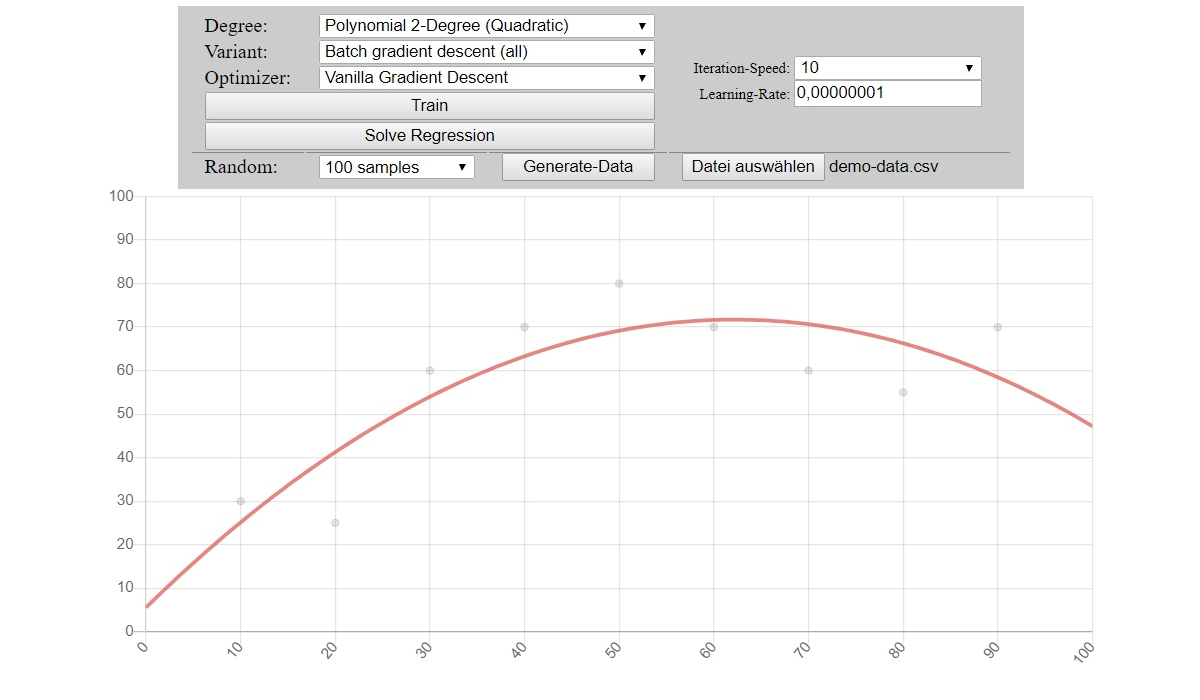 Degree: Polynomial 2-Degree (Quadratic)
Variant: Batch gradient descent (all)
Optimizer: Vanilla Gradient Descent
Iteration-Speed: 10
Learning-Rate: 0,00000001
Train
Solve Regression
Random: 100 samples Generate-Data Datei auswählen demo-data.csv
100
90
80
70
60
50
40
30
20
10
0
0 10 20 30 40 50 60 70 80 90 100